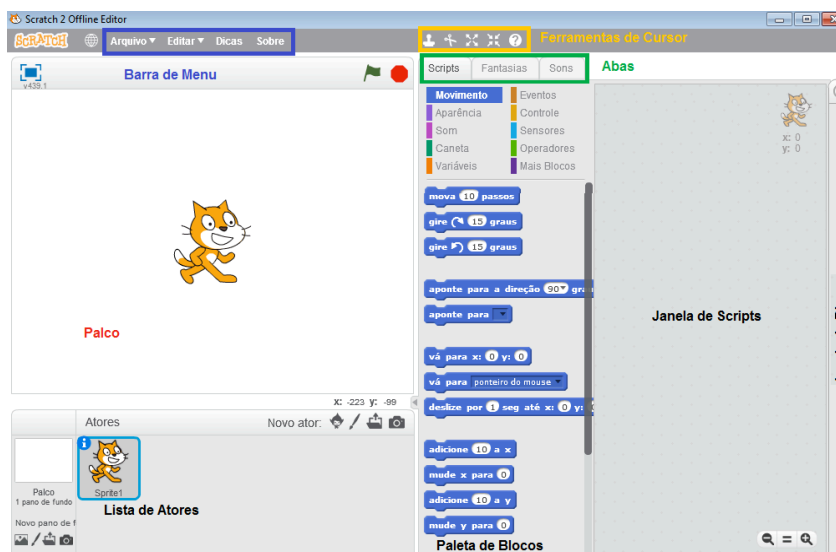 Scratch 2 Offline Editor
SCRATCH
Arquivo Editar Dicas Sobre
Ferramentas de Cursor
Barra de Menu
v439.1
Scripts Fantasias Sons
Abas
Movimento Eventos
Aparência Controle
Som Sensores
Caneta Operadores
Variáveis Mais Blocos
x: 0
y: 0
mova 10 passos
gire 15 graus
gire 15 graus
aponte para a direção 90
aponte para
vá para x: 0 y: 0
vá para ponteiro do mouse
deslize por 1 seg até x: 0 y:
adicione 10 a x
mude x para 0
adicione 10 a y
mude y para 0
Paleta de Blocos
Janela de Scripts
Palco
X: -223 y: -99
Atores Novo ator:
Palco
1 pano de fundo
Novo pano de f
Sprite1
Lista de Atores